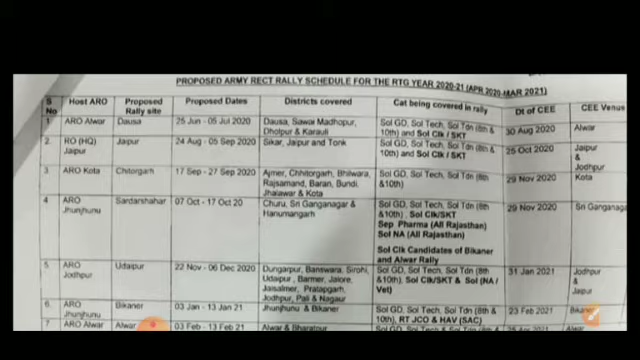 PROPOSED ARMY RECT RALLY SCHEDULE FOR THE RTG YEAR 2020-21 (APR 2020-MAR 2021)
S No Host ARO Proposed Rally site Proposed Dates Districts covered Cat being covered in rally Dt of CEE CEE Venue
1 ARO Alwar Dausa 25 Jun - 05 Jul 2020 Dausa, Sawai Madhopur, Dholpur & Karauli Sol GD, Sol Tech, Sol Tdn (8th & 10th) and Sol Clk / SKT 30 Aug 2020 Alwar
2. RO (HQ) Jaipur Jaipur 24 Aug - 05 Sep 2020 Sikar, Jaipur and Tonk Sol GD, Sol Tech, Sol Tdn (8th & 10th) and Sol Clk / SKT 25 Oct 2020 Jaipur & Jodhpur
3 ARO Kota Chitorgarh 17 Sep - 27 Sep 2020 Ajmer, Chhitorgarh, Bhilwara, Rajsamand, Baran, Bundi, Jhalawar & Kota Sol GD, Sol Tech, Sol Tdn (8th &10th) 29 Nov 2020 Kota
4 ARO Jhunjhunu Sardarshahar 07 Oct - 17 Oct 20 Churu, Sri Ganganagar & Hanumangarh Sol GD, Sol Tech, Sol Tdn (8th &10th), Sol Clk/SKT Sep Pharma (All Rajasthan) Sol NA (All Rajasthan) Sol Clk Candidates of Bikaner and Alwar Rally 29 Nov 2020 Sri Ganganaga
5 ARO Jodhpur Udaipur 22 Nov - 06 Dec 2020 Dungarpur, Banswara, Sirohi, Udaipur, Barmer, Jalore, Jaisalmer, Pratapgarh, Jodhpur, Pali & Nagaur Sol GD, Sol Tech, Sol Tdn (8th &10th), Sol Clk/SKT & Sol (NA / Vet) 31 Jan 2021 Jodhpur & Jaipur
6. ARO Jhunjhunu Bikaner 03 Jan - 13 Jan 21 Jhunjhunu & Bikaner Sol GD, Sol Tech, Sol Tdn (8th & 10th), RT JCO & HAV (SAC) 23 Feb 2021
7 ARO Alwar Alwar 03 Feb - 13 Feb 21 Alwar & Bharatpur